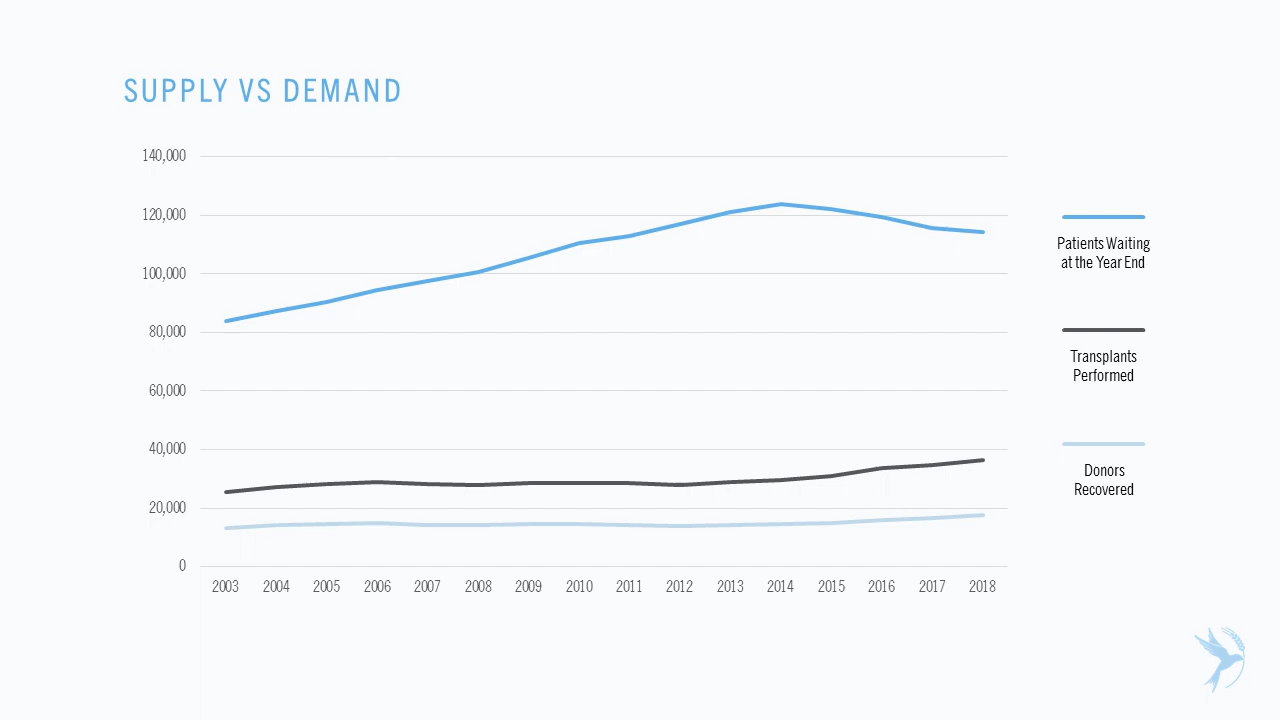 SUPPLY VS DEMAND
140,000
120,000
100,000
80,000
60,000
40,000
20,000
0
2003 2004 2005 2006 2007 2008 2009 2010 2011 2012 2013 2014 2015 2016 2017 2018
Patients Waiting
at the Year End
Transplants
Performed
Donors
Recovered